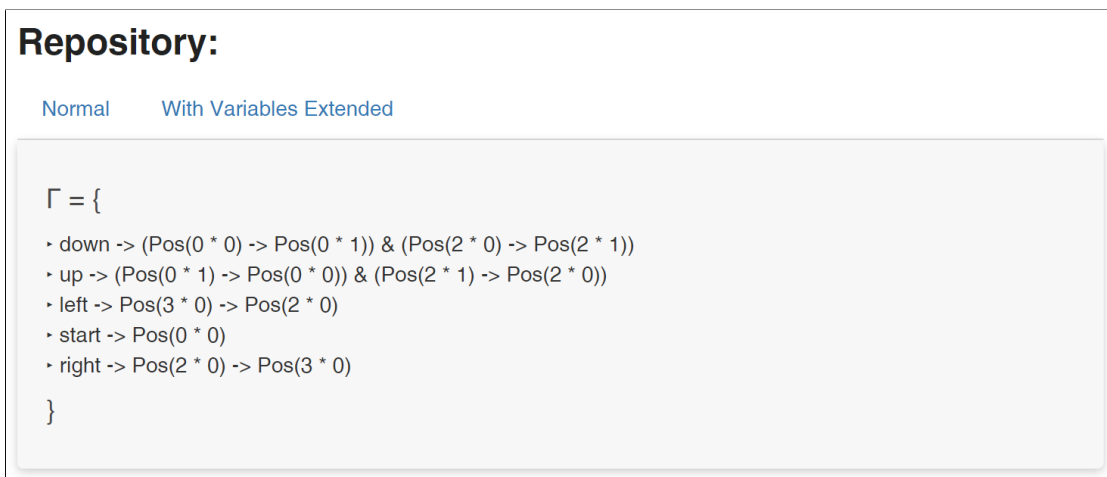 Repository:
Normal With Variables Extended
Γ = {
‣ down -> (Pos(0 * 0) -> Pos(0 * 1)) & (Pos(2 * 0) -> Pos(2 * 1))
‣ up -> (Pos(0 * 1) -> Pos(0 * 0)) & (Pos(2 * 1) -> Pos(2 * 0))
‣ left -> Pos(3 * 0) -> Pos(2 * 0)
‣ start -> Pos(0 * 0)
‣ right -> Pos(2 * 0) -> Pos(3 * 0)
}